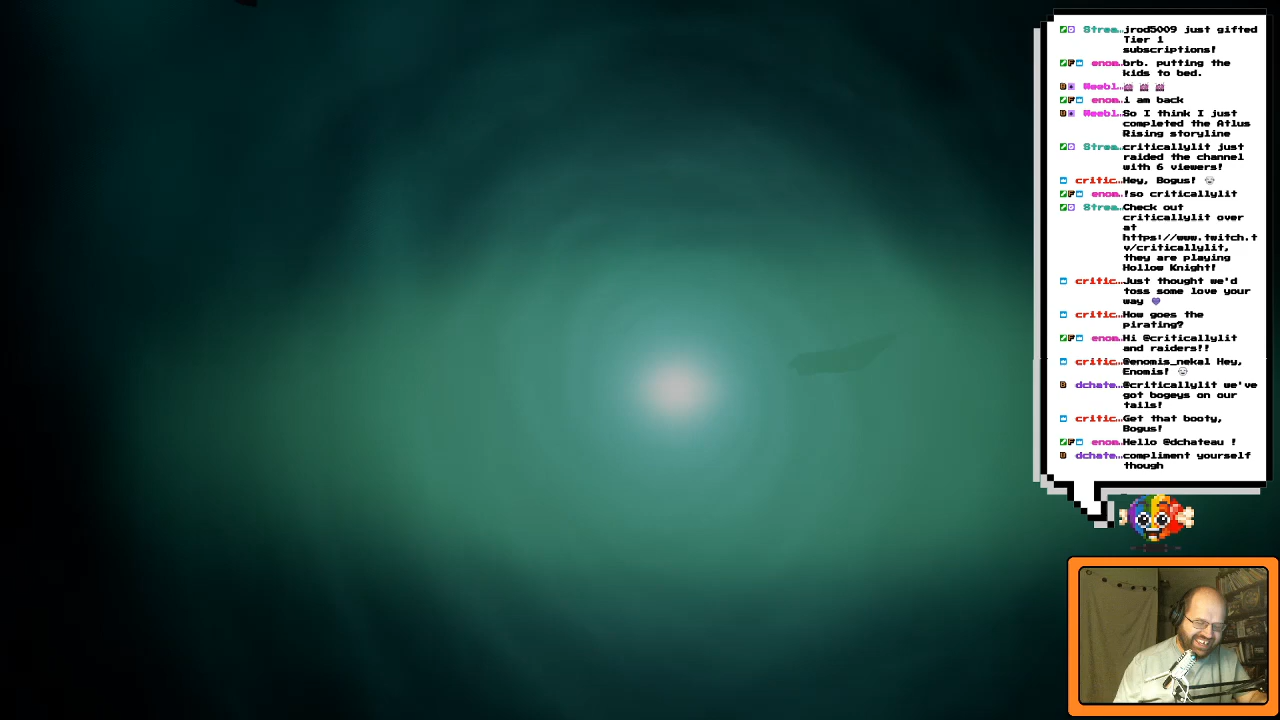 Strea…jrod5009 just gifted
Tier 1
subscriptions!
enom…brb. putting the
kids to bed.
Weebl…
enom…i am back
Weebl…So I think I just
completed the Atlus
Rising storyline
Strea…criticallylit just
raided the channel
with 6 viewers!
critic…Hey, Bogus!
enom…!so criticallylit
Strea…Check out
criticallylit over
at
https://www.twitch.t
v/criticallylit,
they are playing
Hollow Knight!
critic…Just thought we'd
toss some love your
way
critic…How goes the
pirating?
enom…Hi @criticallylit
and raiders!!
critic…@enomis_nekal Hey,
Enomis!
dchate…@criticallylit we've
got bogeys on our
tails!
critic…Get that booty,
Bogus!
enom…Hello @dchateau !
dchate…compliment yourself
though